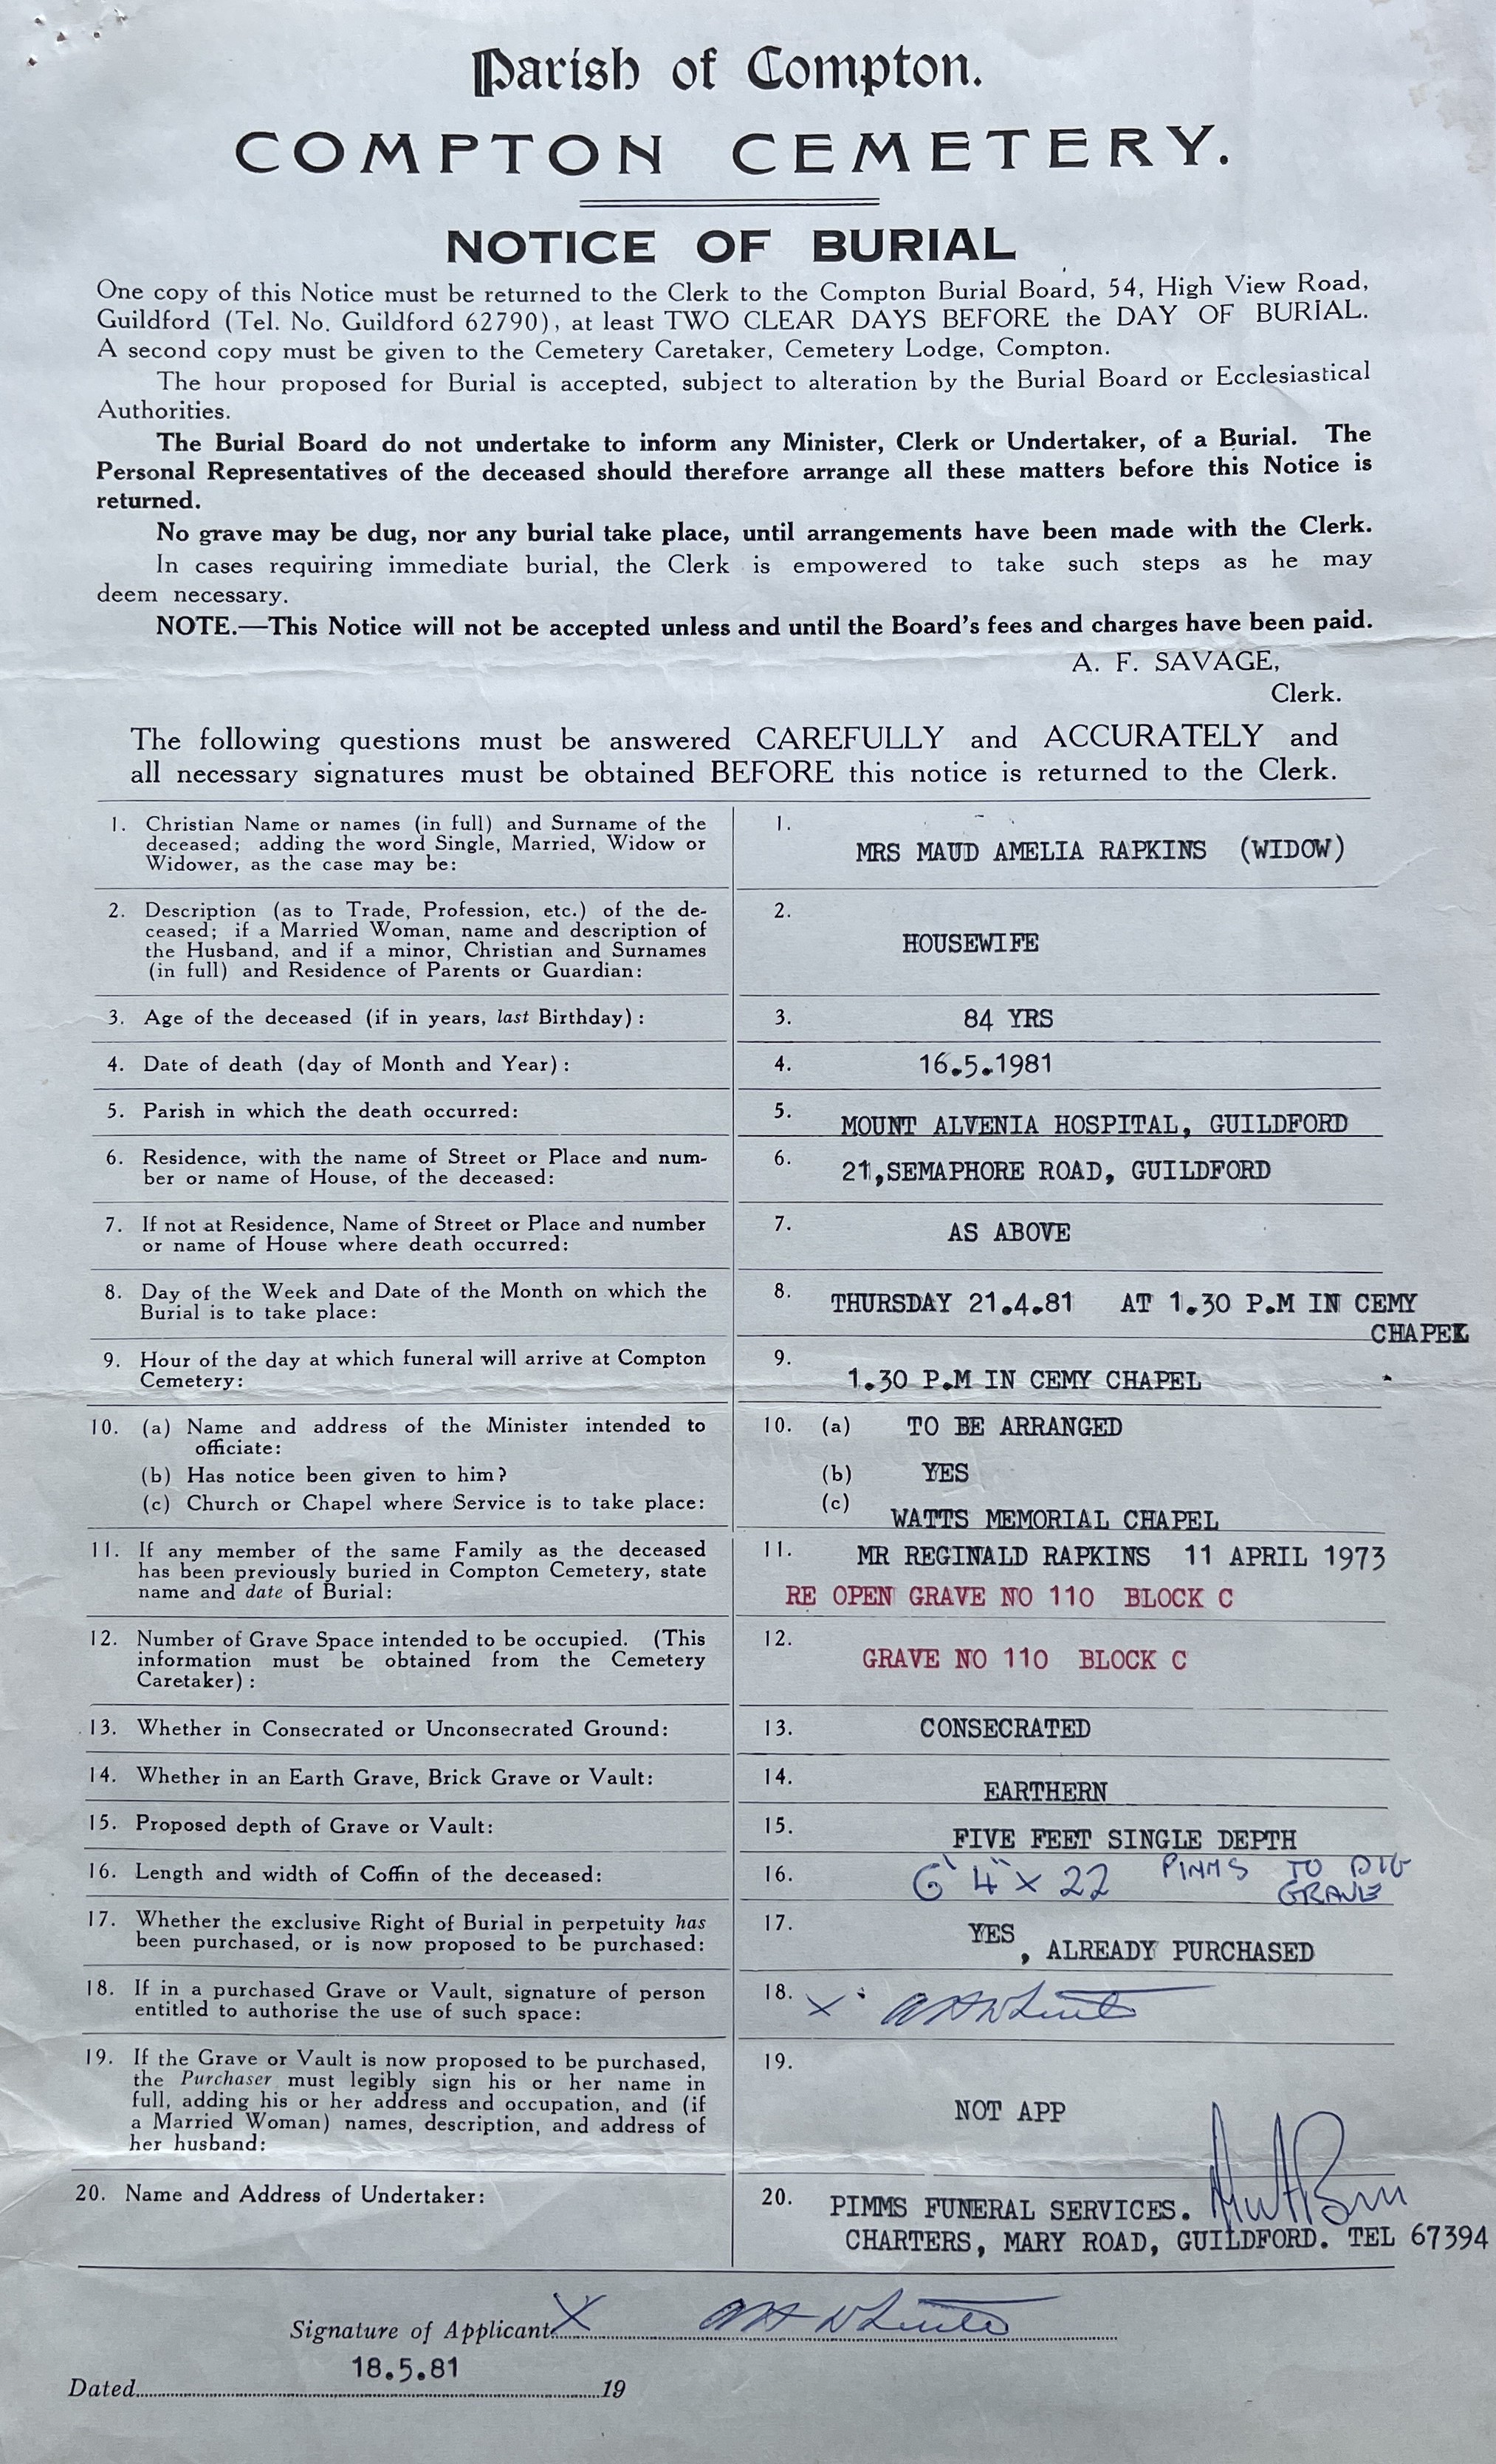 Parish of Compton.
COMPTON CEMETERY.
NOTICE OF BURIAL
One copy of this Notice must be returned to the Clerk to the Compton Burial Board, 54, High View Road,
Guildford (Tel. No. Guildford 62790), at least TWO CLEAR DAYS BEFORE the DAY OF BURIAL.
A second copy must be given to the Cemetery Caretaker, Cemetery Lodge, Compton.
The hour proposed for Burial is accepted, subject to alteration by the Burial Board or Ecclesiastical
Authorities.
The Burial Board do not undertake to inform any Minister, Clerk or Undertaker, of a Burial. The
Personal Representatives of the deceased should therefore arrange all these matters before this Notice is
returned.
No grave may be dug, nor any burial take place, until arrangements have been made with the Clerk.
In cases requiring immediate burial, the Clerk is empowered to take such steps as he may
deem necessary.
NOTE.—This Notice will not be accepted unless and until the Board's fees and charges have been paid.
A. F. SAVAGE,
Clerk.
The following questions must be answered CAREFULLY and ACCURATELY and
all necessary signatures must be obtained BEFORE this notice is returned to the Clerk.
1. Christian Name or names (in full) and Surname of the
deceased; adding the word Single, Married, Widow or
Widower, as the case may be:
1.
MRS MAUD AMELIA RAPKINS (WIDOW)
2. Description (as to Trade, Profession, etc.) of the de-
ceased; if a Married Woman, name and description of
the Husband, and if a minor, Christian and Surnames
(in full) and Residence of Parents or Guardian:
2.
HOUSEWIFE
3. Age of the deceased (if in years, last Birthday):
3. 84 YRS
4. Date of death (day of Month and Year):
4. 16.5.1981
5. Parish in which the death occurred:
5. MOUNT ALVENIA HOSPITAL, GUILDFORD
6. Residence, with the name of Street or Place and num-
ber or name of House, of the deceased:
6. 21,SEMAPHORE ROAD, GUILDFORD
7. If not at Residence, Name of Street or Place and number
or name of House where death occurred:
7. AS ABOVE
8. Day of the Week and Date of the Month on which the
Burial is to take place:
8. THURSDAY 21.4.81 AT 1.30 P.M IN CEMY
CHAPEL
9. Hour of the day at which funeral will arrive at Compton
Cemetery:
9.
1.30 P.M IN CEMY CHAPEL
10. (a) Name and address of the Minister intended to
officiate:
(b) Has notice been given to him?
(c) Church or Chapel where Service is to take place:
10. (a) TO BE ARRANGED
(b) YES
(c) WATTS MEMORIAL CHAPEL
11. If any member of the same Family as the deceased
has been previously buried in Compton Cemetery, state
name and date of Burial:
11. MR REGINALD RAPKINS 11 APRIL 1973
RE OPEN GRAVE NO 110 BLOCK C
12. Number of Grave Space intended to be occupied. (This
information must be obtained from the Cemetery
Caretaker):
12.
GRAVE NO 110 BLOCK C
13. Whether in Consecrated or Unconsecrated Ground:
13. CONSECRATED
14. Whether in an Earth Grave, Brick Grave or Vault:
14. EARTHERN
15. Proposed depth of Grave or Vault:
15. FIVE FEET SINGLE DEPTH
16. Length and width of Coffin of the deceased:
16. 6' 4" x 22 PIMMS TO DIG
GRAVE
17. Whether the exclusive Right of Burial in perpetuity has
been purchased, or is now proposed to be purchased:
17. YES, ALREADY PURCHASED
18. If in a purchased Grave or Vault, signature of person
entitled to authorise the use of such space:
18. X
19. If the Grave or Vault is now proposed to be purchased,
the Purchaser must legibly sign his or her name in
full, adding his or her address and occupation, and (if
a Married Woman) names, description, and address of
her husband:
19.
NOT APP
20. Name and Address of Undertaker:
20. PIMMS FUNERAL SERVICES.
CHARTERS, MARY ROAD, GUILDFORD. TEL 67394
Signature of Applicant X
Dated 18.5.81 19